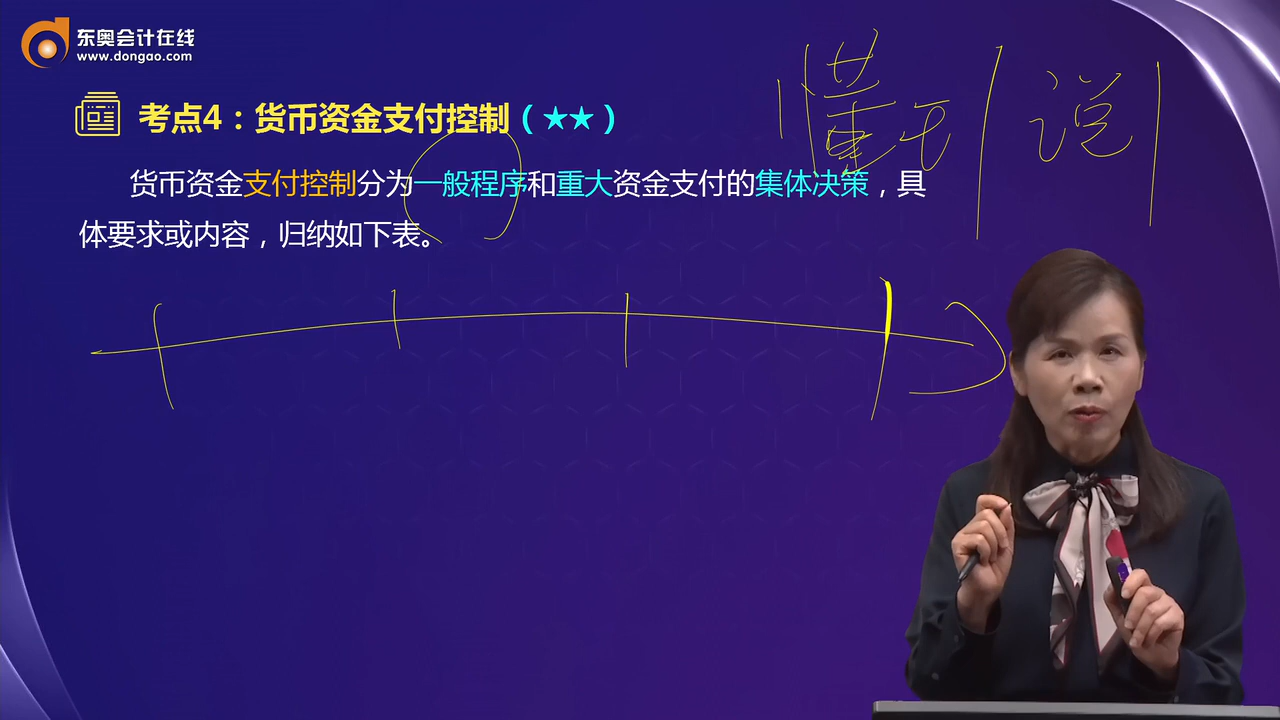 东奥会计在线
www.dongao.com
考点4：货币资金支付控制（★★）
懂了 说
货币资金支付控制分为一般程序和重大资金支付的集体决策，具
体要求或内容，归纳如下表。